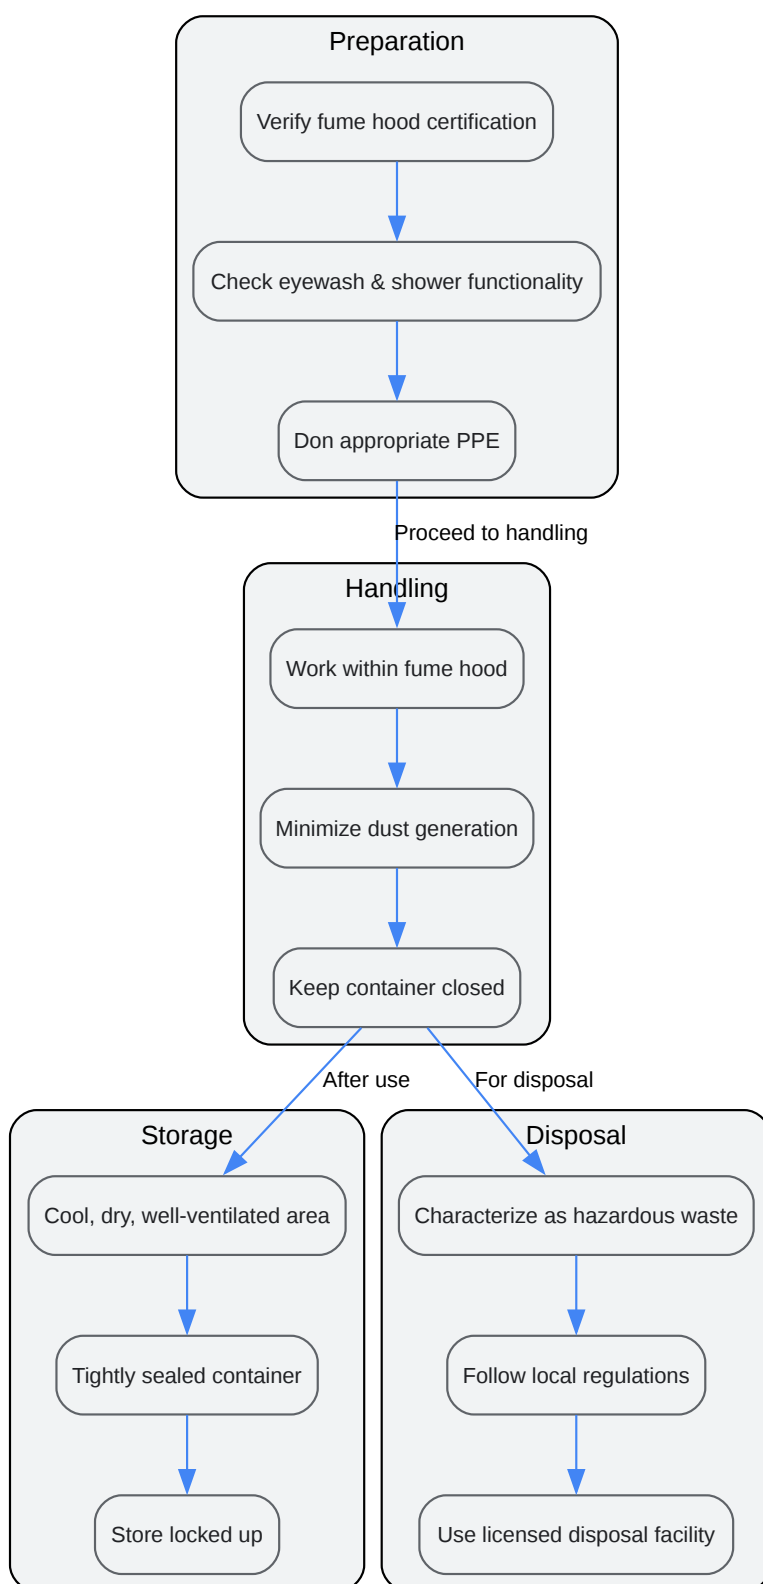 Preparation
Verify fume hood certification
Check eyewash & shower functionality
Don appropriate PPE
Proceed to handling
Handling
Work within fume hood
Minimize dust generation
Keep container closed
After use
For disposal
Storage
Cool, dry, well-ventilated area
Tightly sealed container
Store locked up
Disposal
Characterize as hazardous waste
Follow local regulations
Use licensed disposal facility